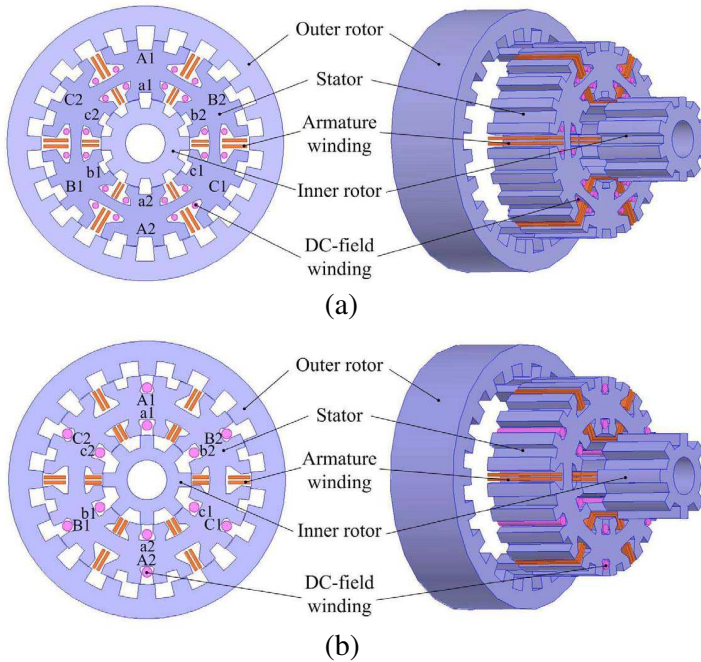 A1
a1
C2
B2
c2
b2
b1
c1
B1
C1
a2
A2
Outer rotor
Stator
Armature
winding
Inner rotor
DC-field
winding
(a)
A1
a1
C2
B2
c2
b2
b1
c1
B1
C1
a2
A2
Outer rotor
Stator
Armature
winding
Inner rotor
DC-field
winding
(b)